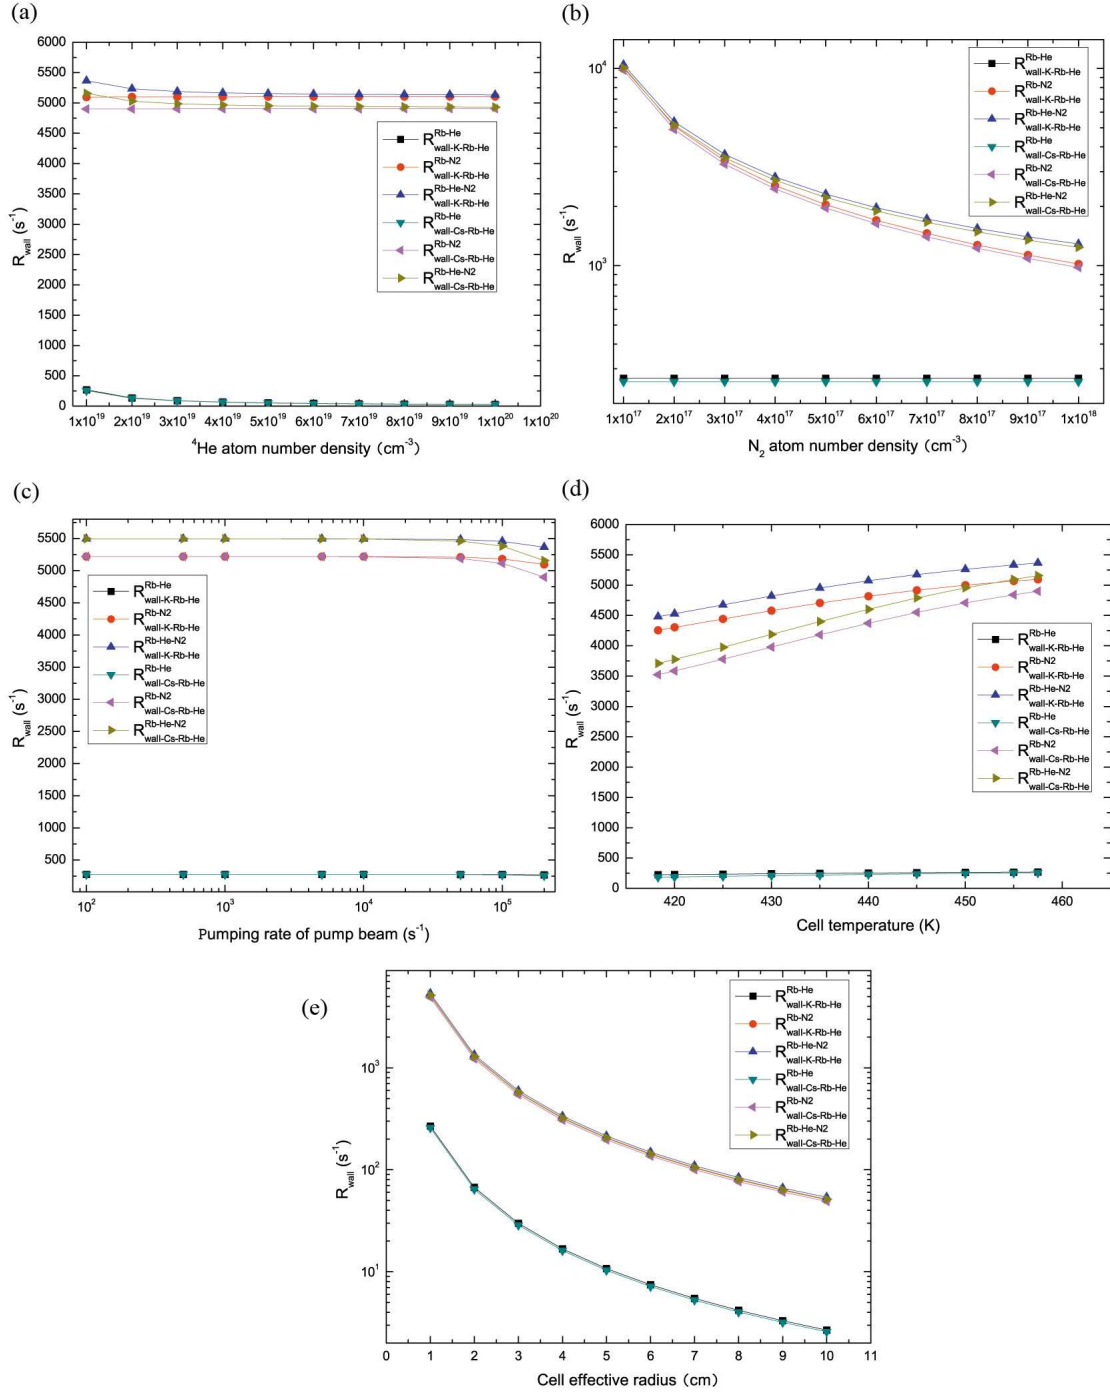 (a)
6000
5500
5000
4500
4000
3500
3000
2500
2000
1500
1000
500
0
R_wall (s^-1)
R^Rb-He_wall-K-Rb-He
R^Rb-N2_wall-K-Rb-He
R^Rb-He-N2_wall-K-Rb-He
R^Rb-He_wall-Cs-Rb-He
R^Rb-N2_wall-Cs-Rb-He
R^Rb-He-N2_wall-Cs-Rb-He
1x10^19 2x10^19 3x10^19 4x10^19 5x10^19 6x10^19 7x10^19 8x10^19 9x10^19 1x10^20 1x10^20
^4He atom number density (cm^-3)
(b)
10^4
10^3
R_wall (s^-1)
R^Rb-He_wall-K-Rb-He
R^Rb-N2_wall-K-Rb-He
R^Rb-He-N2_wall-K-Rb-He
R^Rb-He_wall-Cs-Rb-He
R^Rb-N2_wall-Cs-Rb-He
R^Rb-He-N2_wall-Cs-Rb-He
1x10^17 2x10^17 3x10^17 4x10^17 5x10^17 6x10^17 7x10^17 8x10^17 9x10^17 1x10^18
N_2 atom number density (cm^-3)
(c)
5500
5000
4500
4000
3500
3000
2500
2000
1500
1000
500
R_wall (s^-1)
R^Rb-He_wall-K-Rb-He
R^Rb-N2_wall-K-Rb-He
R^Rb-He-N2_wall-K-Rb-He
R^Rb-He_wall-Cs-Rb-He
R^Rb-N2_wall-Cs-Rb-He
R^Rb-He-N2_wall-Cs-Rb-He
10^2 10^3 10^4 10^5
Pumping rate of pump beam (s^-1)
(d)
6000
5500
5000
4500
4000
3500
3000
2500
2000
1500
1000
500
0
R_wall (s^-1)
R^Rb-He_wall-K-Rb-He
R^Rb-N2_wall-K-Rb-He
R^Rb-He-N2_wall-K-Rb-He
R^Rb-He_wall-Cs-Rb-He
R^Rb-N2_wall-Cs-Rb-He
R^Rb-He-N2_wall-Cs-Rb-He
420 430 440 450 460
Cell temperature (K)
(e)
10^3
10^2
10^1
R_wall (s^-1)
R^Rb-He_wall-K-Rb-He
R^Rb-N2_wall-K-Rb-He
R^Rb-He-N2_wall-K-Rb-He
R^Rb-He_wall-Cs-Rb-He
R^Rb-N2_wall-Cs-Rb-He
R^Rb-He-N2_wall-Cs-Rb-He
0 1 2 3 4 5 6 7 8 9 10 11
Cell effective radius (cm)